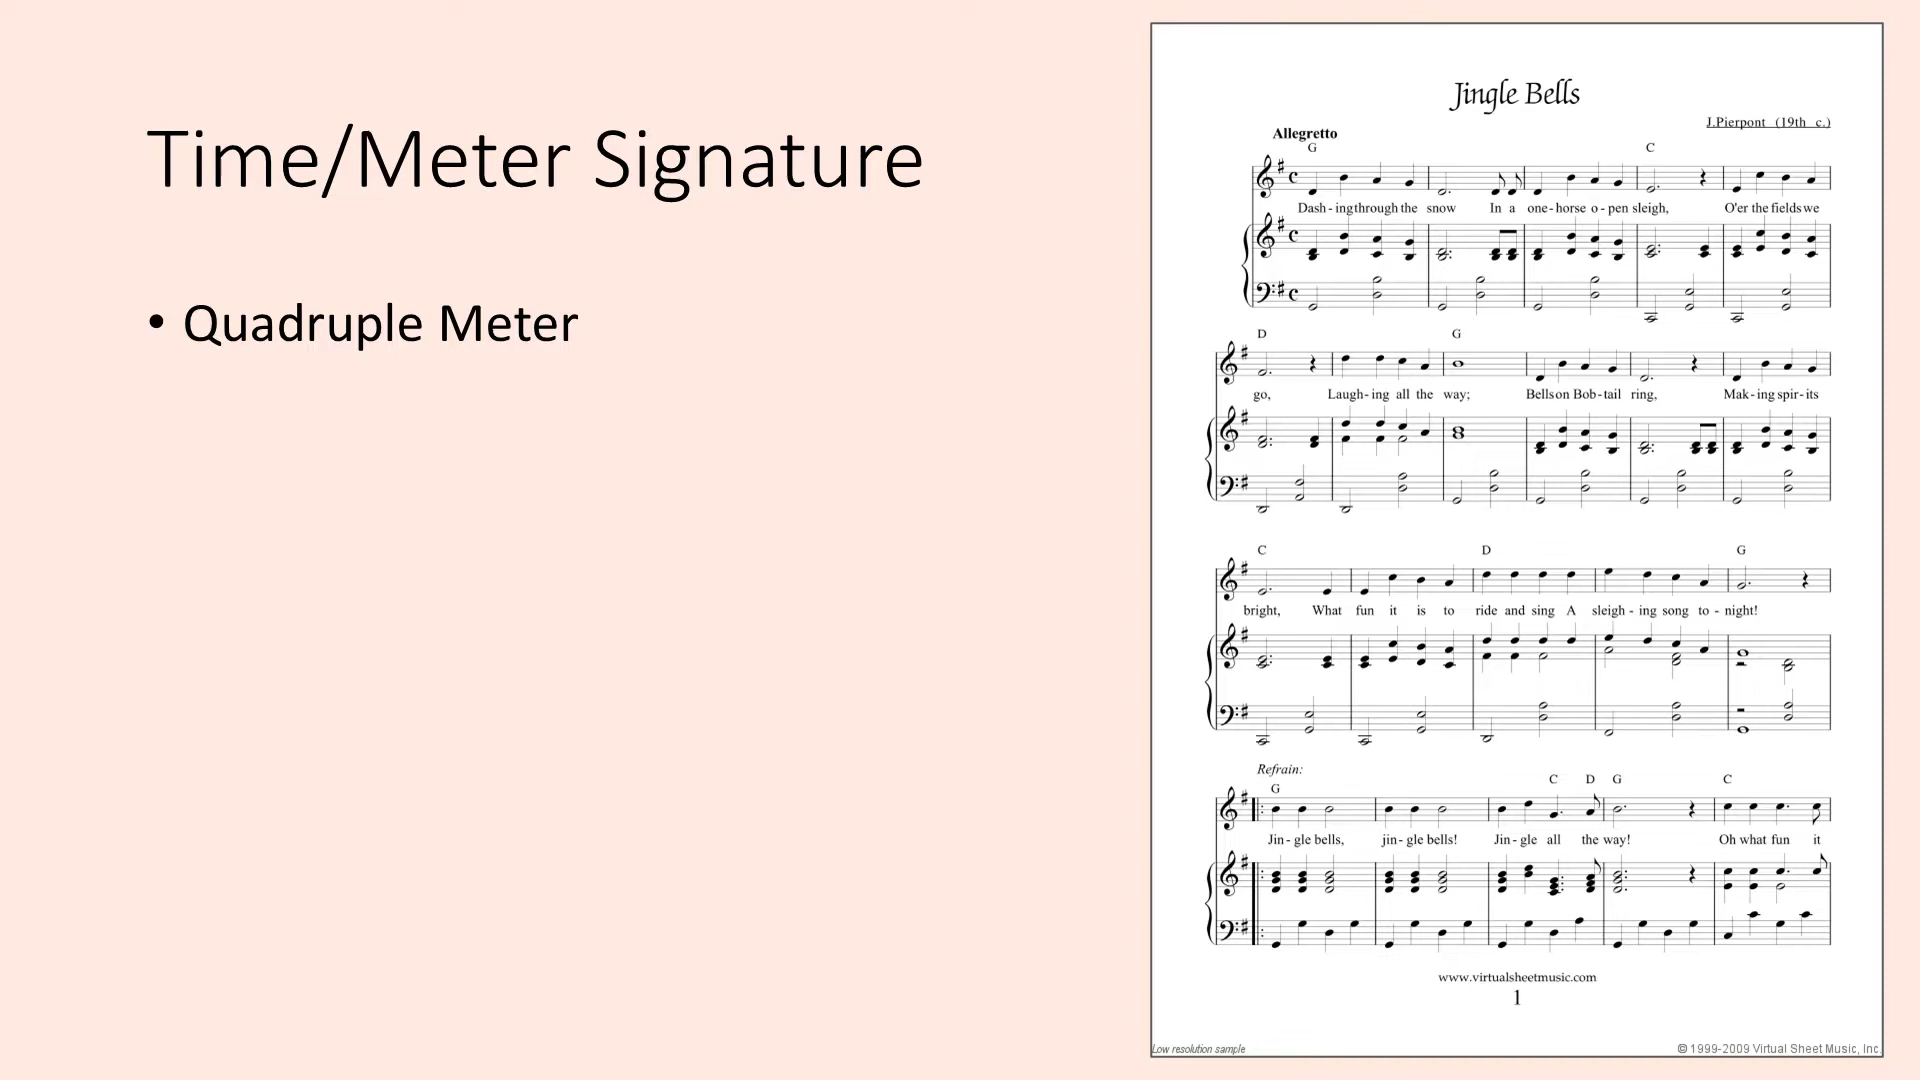 Time/Meter Signature
• Quadruple Meter
Jingle Bells
J.Pierpont (19th c.)
Allegretto
G C
Dash - ing through the snow In a one - horse o - pen sleigh, O'er the fields we
D G
go, Laugh - ing all the way; Bells on Bob - tail ring, Mak - ing spir - its
C D G
bright, What fun it is to ride and sing A sleigh - ing song to - night!
Refrain:
G C D G C
Jin - gle bells, jin - gle bells! Jin - gle all the way! Oh what fun it
www.virtualsheetmusic.com
1
Low resolution sample
© 1999-2009 Virtual Sheet Music, Inc.